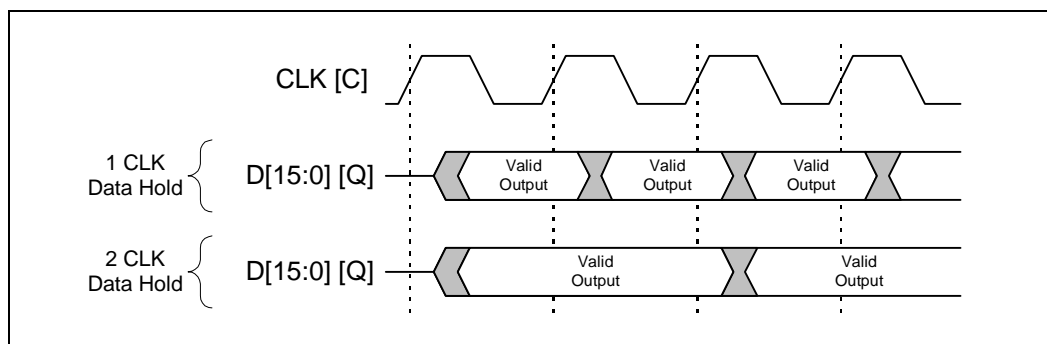 CLK [C]
1 CLK
Data Hold
D[15:0] [Q]
Valid
Output
Valid
Output
Valid
Output
2 CLK
Data Hold
D[15:0] [Q]
Valid
Output
Valid
Output